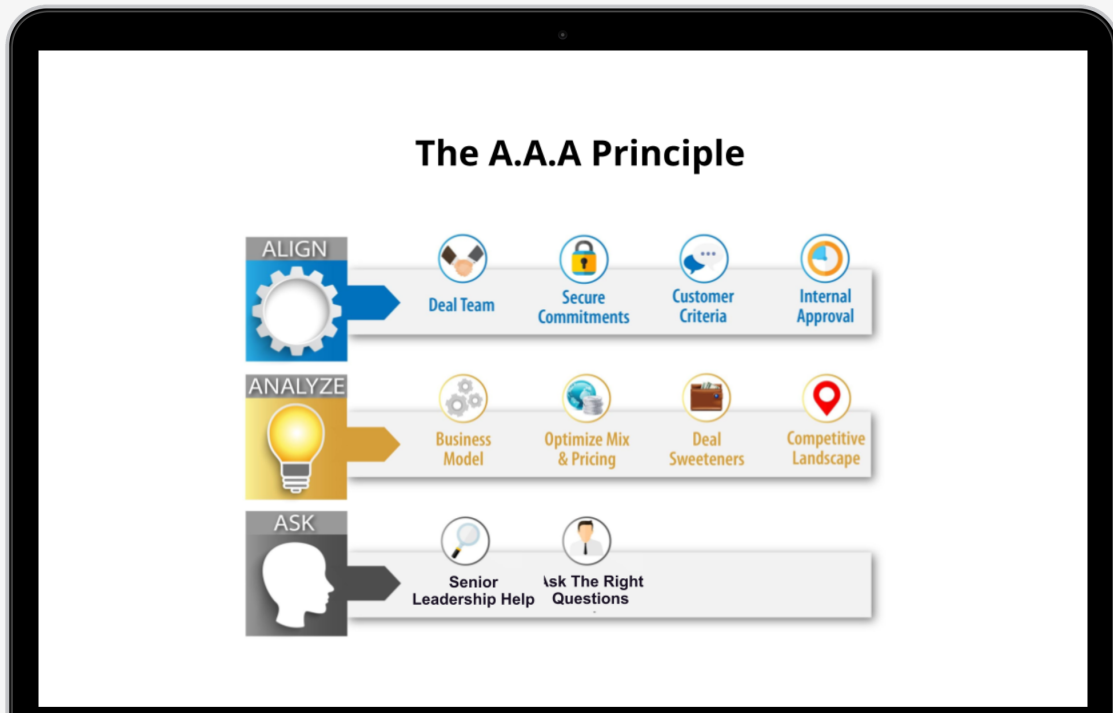 The A.A.A Principle
ALIGN
Deal Team
Secure
Commitments
Customer
Criteria
Internal
Approval
ANALYZE
Business
Model
Optimize Mix
& Pricing
Deal
Sweeteners
Competitive
Landscape
ASK
Senior
Leadership Help
Ask The Right
Questions